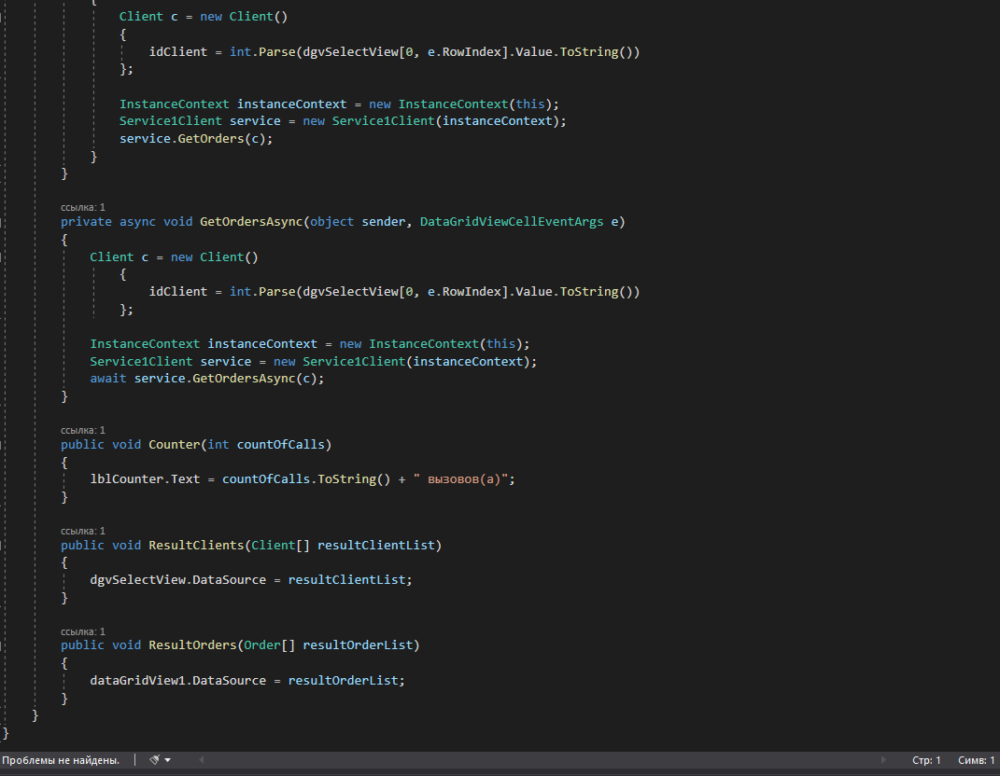 {
Client c = new Client()
{
idClient = int.Parse(dgvSelectView[0, e.RowIndex].Value.ToString())
};
InstanceContext instanceContext = new InstanceContext(this);
Service1Client service = new Service1Client(instanceContext);
service.GetOrders(c);
}
}
ссылка: 1
private async void GetOrdersAsync(object sender, DataGridViewCellEventArgs e)
{
Client c = new Client()
{
idClient = int.Parse(dgvSelectView[0, e.RowIndex].Value.ToString())
};
InstanceContext instanceContext = new InstanceContext(this);
Service1Client service = new Service1Client(instanceContext);
await service.GetOrdersAsync(c);
}
ссылка: 1
public void Counter(int countOfCalls)
{
lblCounter.Text = countOfCalls.ToString() + " вызовов(а)";
}
ссылка: 1
public void ResultClients(Client[] resultClientList)
{
dgvSelectView.DataSource = resultClientList;
}
ссылка: 1
public void ResultOrders(Order[] resultOrderList)
{
dataGridView1.DataSource = resultOrderList;
}
}
}
Проблемы не найдены. Стр: 1 Симв: 1